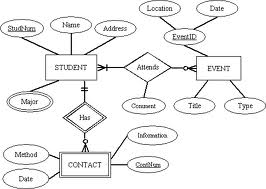 Location
Date
StudNum
Name
Address
EventID
STUDENT
Attends
EVENT
Major
Comment
Title
Type
Has
Method
Information
Date
CONTACT
ContNum